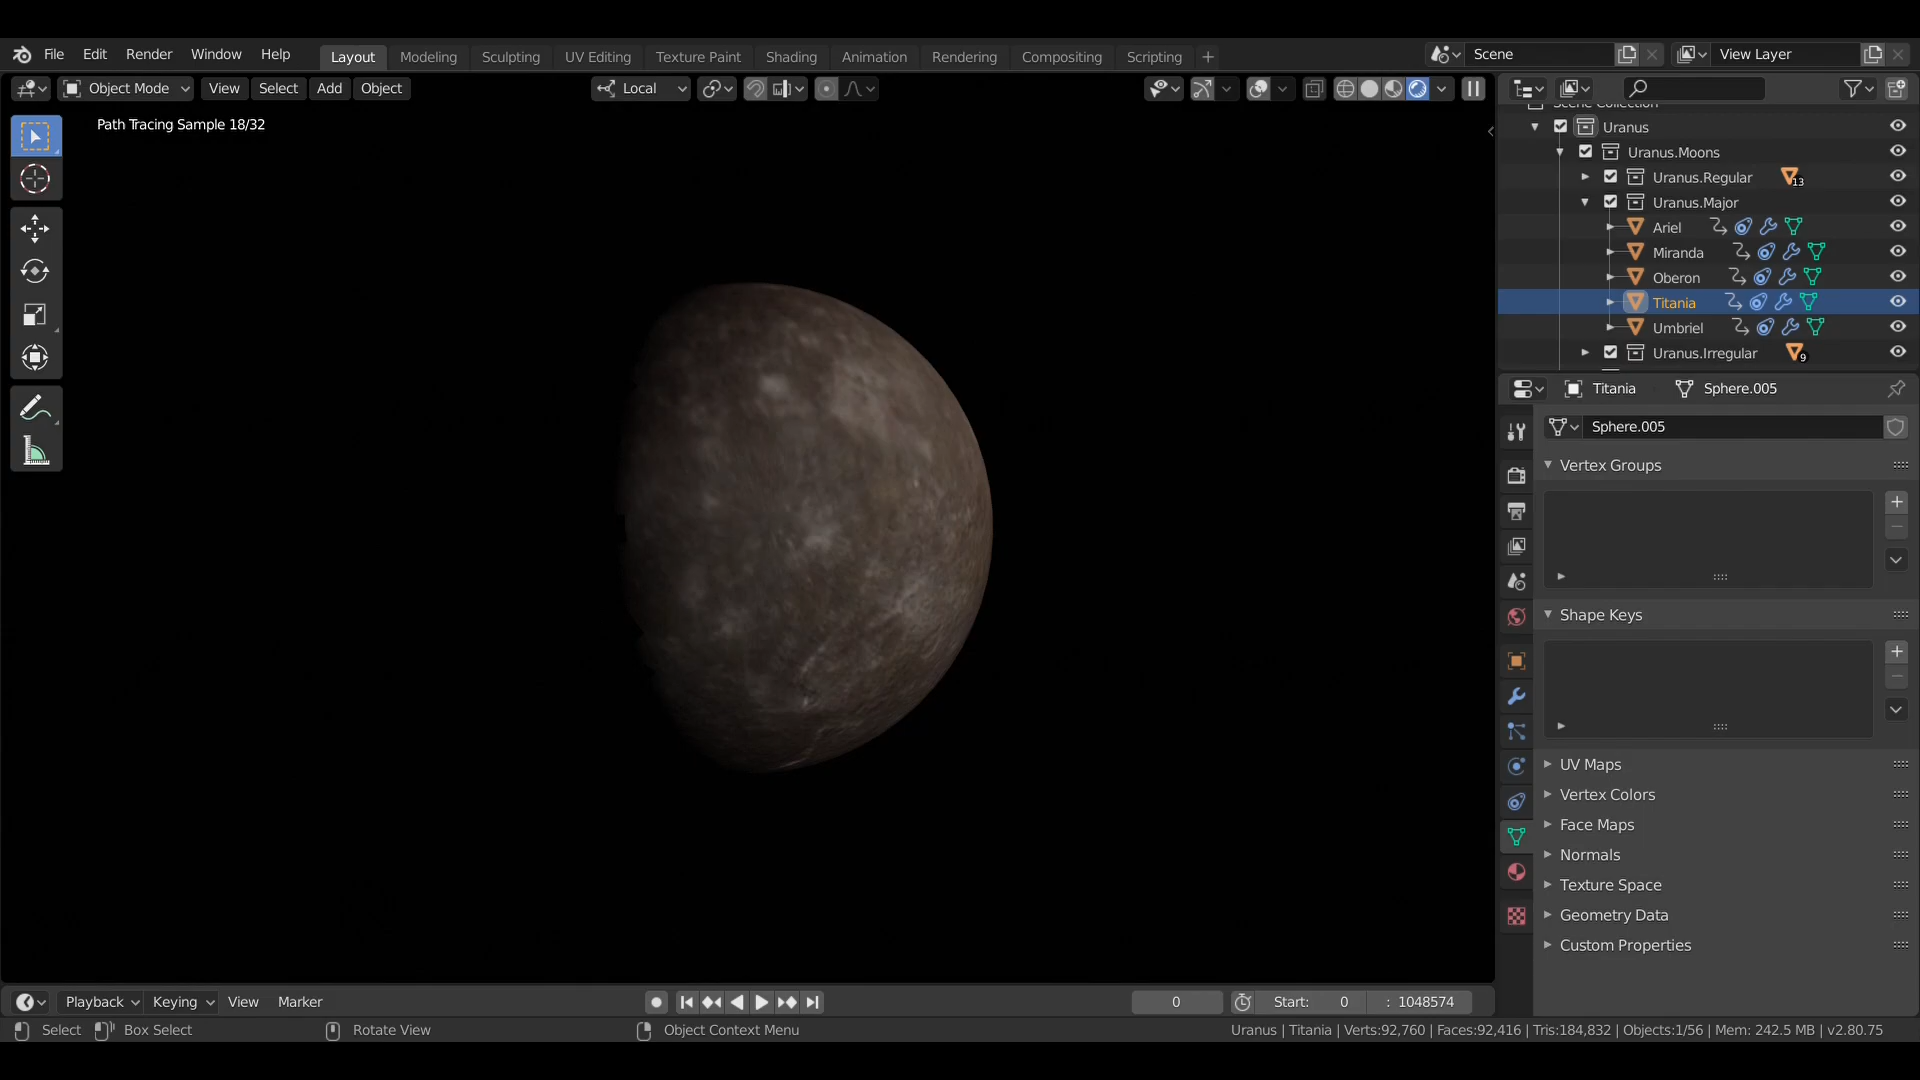 File Edit Render Window Help Layout Modeling Sculpting UV Editing Texture Paint Shading Animation Rendering Compositing Scripting + Scene View Layer
Object Mode View Select Add Object Local
Path Tracing Sample 18/32
Scene Collection
Uranus
Uranus.Moons
Uranus.Regular 13
Uranus.Major
Ariel
Miranda
Oberon
Titania
Umbriel
Uranus.Irregular 9
Titania Sphere.005
Sphere.005
Vertex Groups
Shape Keys
UV Maps
Vertex Colors
Face Maps
Normals
Texture Space
Geometry Data
Custom Properties
Playback Keying View Marker 0 Start: 0 : 1048574
Select Box Select Rotate View Object Context Menu Uranus | Titania | Verts:92,760 | Faces:92,416 | Tris:184,832 | Objects:1/56 | Mem: 242.5 MB | v2.80.75